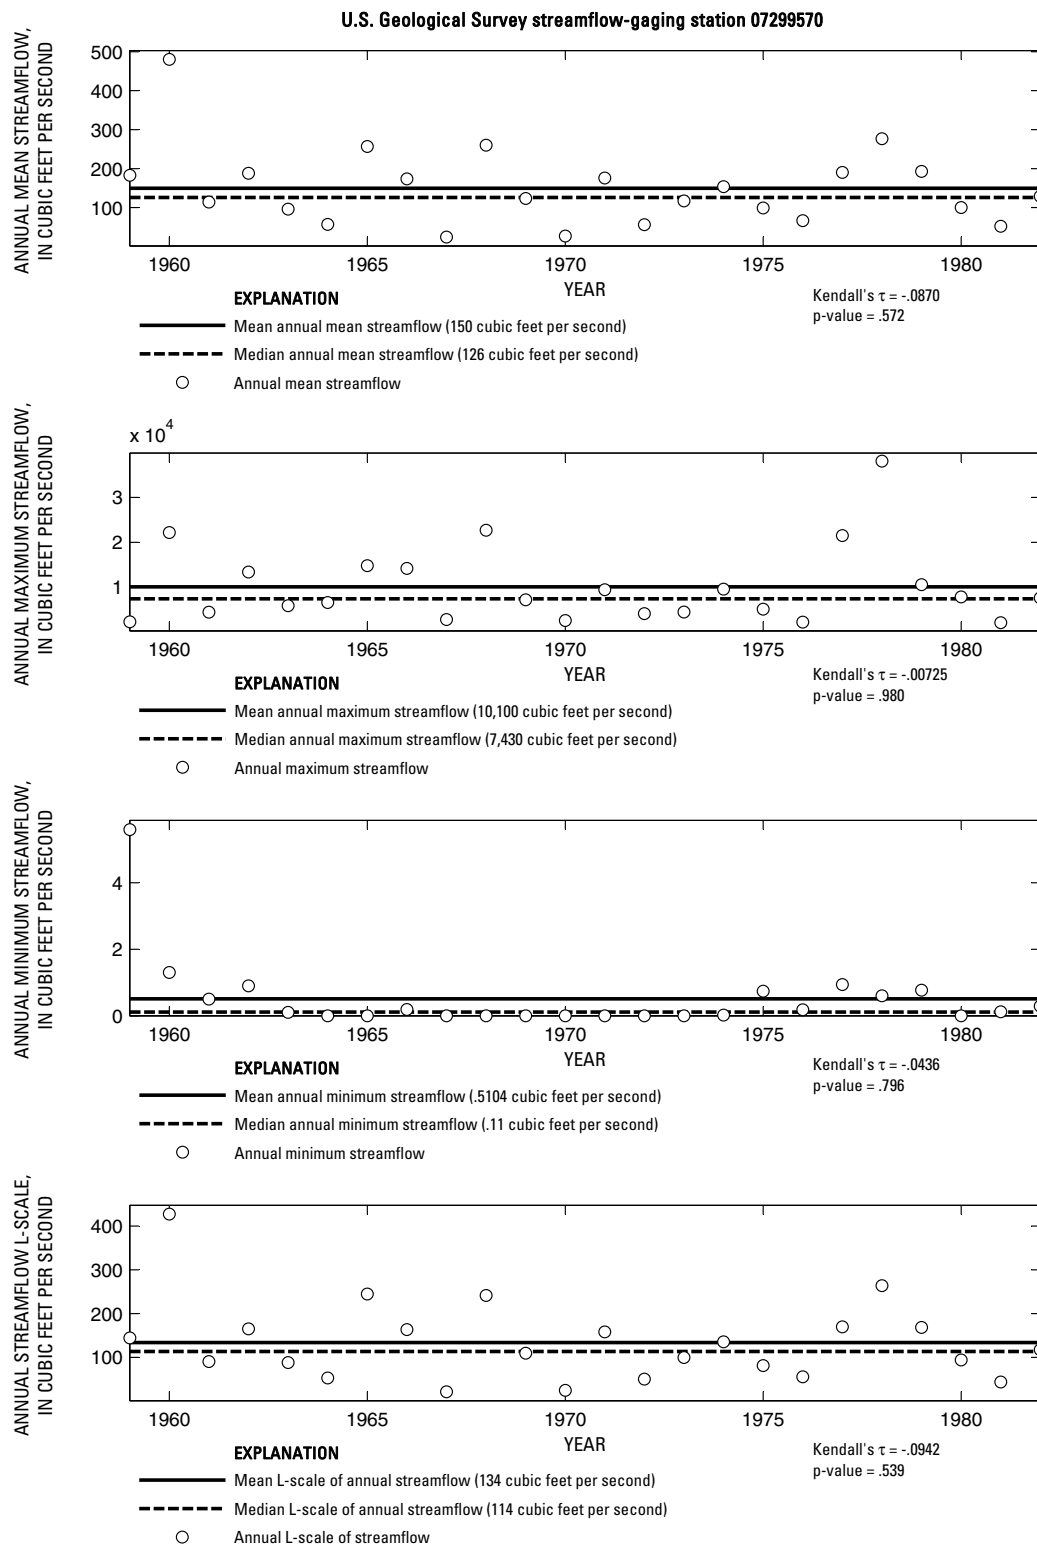 U.S. Geological Survey streamflow-gaging station 07299570
ANNUAL MEAN STREAMFLOW,
IN CUBIC FEET PER SECOND
500
400
300
200
100
1960 1965 1970 1975 1980
YEAR
Kendall's τ = -.0870
p-value = .572
EXPLANATION
Mean annual mean streamflow (150 cubic feet per second)
Median annual mean streamflow (126 cubic feet per second)
Annual mean streamflow
ANNUAL MAXIMUM STREAMFLOW,
IN CUBIC FEET PER SECOND
x 10^4
3
2
1
1960 1965 1970 1975 1980
YEAR
Kendall's τ = -.00725
p-value = .980
EXPLANATION
Mean annual maximum streamflow (10,100 cubic feet per second)
Median annual maximum streamflow (7,430 cubic feet per second)
Annual maximum streamflow
ANNUAL MINIMUM STREAMFLOW,
IN CUBIC FEET PER SECOND
4
2
0
1960 1965 1970 1975 1980
YEAR
Kendall's τ = -.0436
p-value = .796
EXPLANATION
Mean annual minimum streamflow (.5104 cubic feet per second)
Median annual minimum streamflow (.11 cubic feet per second)
Annual minimum streamflow
ANNUAL STREAMFLOW L-SCALE,
IN CUBIC FEET PER SECOND
400
300
200
100
1960 1965 1970 1975 1980
YEAR
Kendall's τ = -.0942
p-value = .539
EXPLANATION
Mean L-scale of annual streamflow (134 cubic feet per second)
Median L-scale of annual streamflow (114 cubic feet per second)
Annual L-scale of streamflow